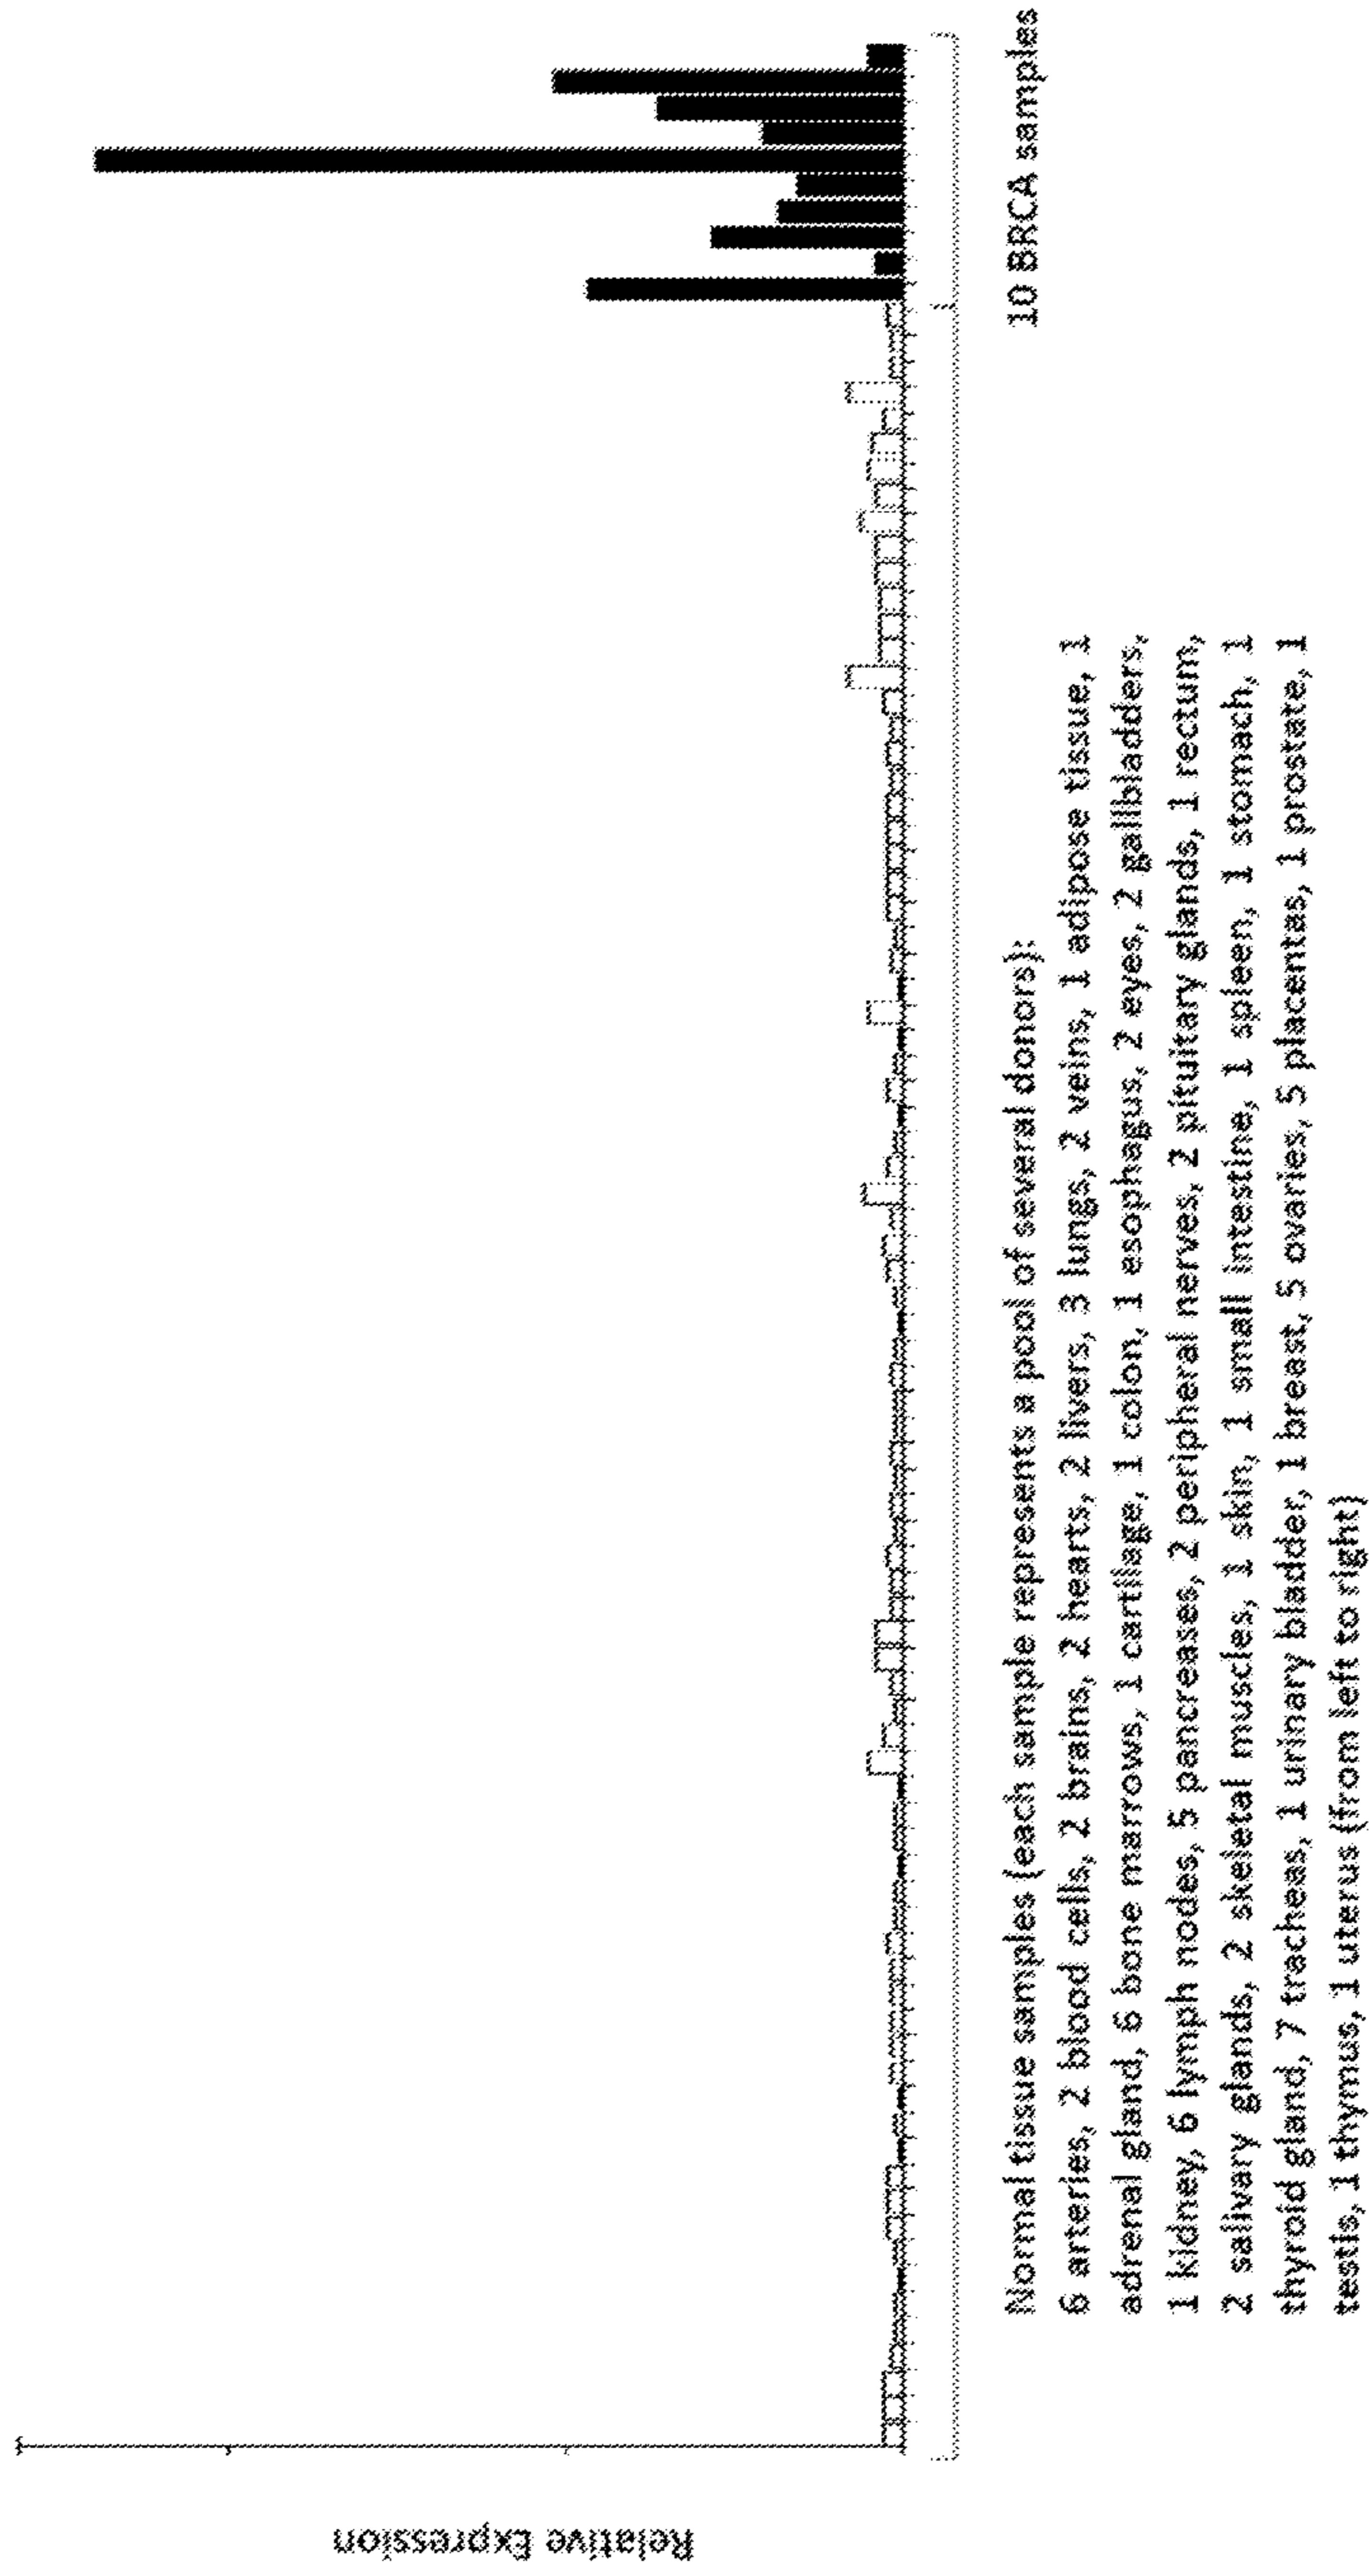 Relative Expression
10 BRCA samples
Normal tissue samples (each sample represents a pool of several donors):
6 arteries, 2 blood cells, 2 brains, 2 hearts, 2 livers, 3 lungs, 2 veins, 1 adipose tissue, 1
adrenal gland, 6 bone marrows, 1 cartilage, 1 colon, 1 esophagus, 2 eyes, 2 gallbladders,
1 kidney, 6 lymph nodes, 5 pancreases, 2 peripheral nerves, 2 pituitary glands, 1 rectum,
2 salivary glands, 2 skeletal muscles, 1 skin, 1 small intestine, 1 spleen, 1 stomach, 1
thyroid gland, 7 tracheas, 1 urinary bladder, 1 breast, 5 ovaries, 5 placentas, 1 prostate, 1
testis, 1 thymus, 1 uterus (from left to right)